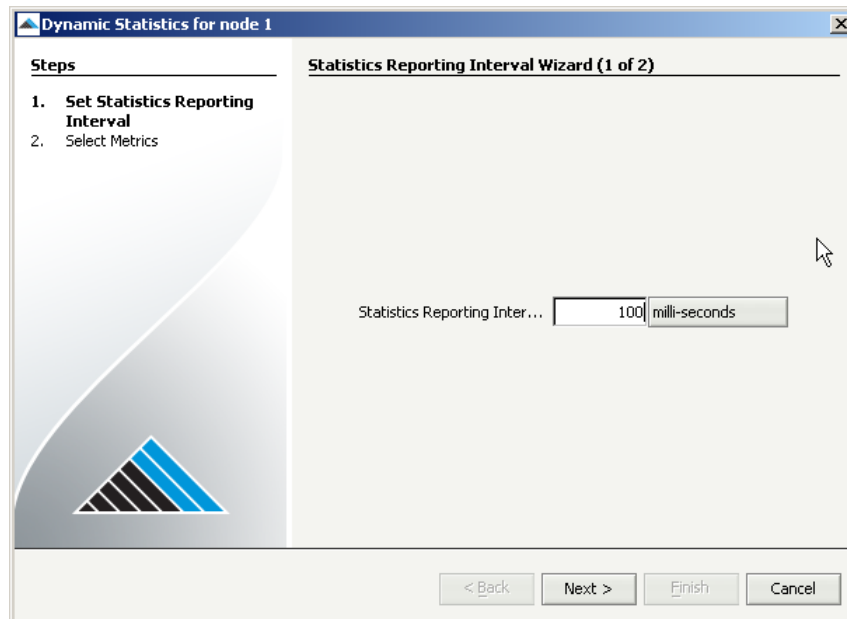 Dynamic Statistics for node 1
Steps
1. Set Statistics Reporting
Interval
2. Select Metrics
Statistics Reporting Interval Wizard (1 of 2)
Statistics Reporting Inter... 100 milli-seconds
< Back Next > Finish Cancel